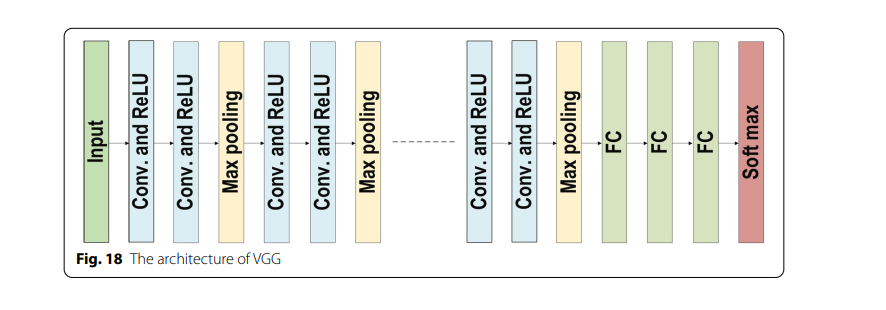 Input
Conv. and ReLU
Conv. and ReLU
Max pooling
Conv. and ReLU
Conv. and ReLU
Max pooling
Conv. and ReLU
Conv. and ReLU
Max pooling
FC
FC
FC
Soft max
Fig. 18 The architecture of VGG